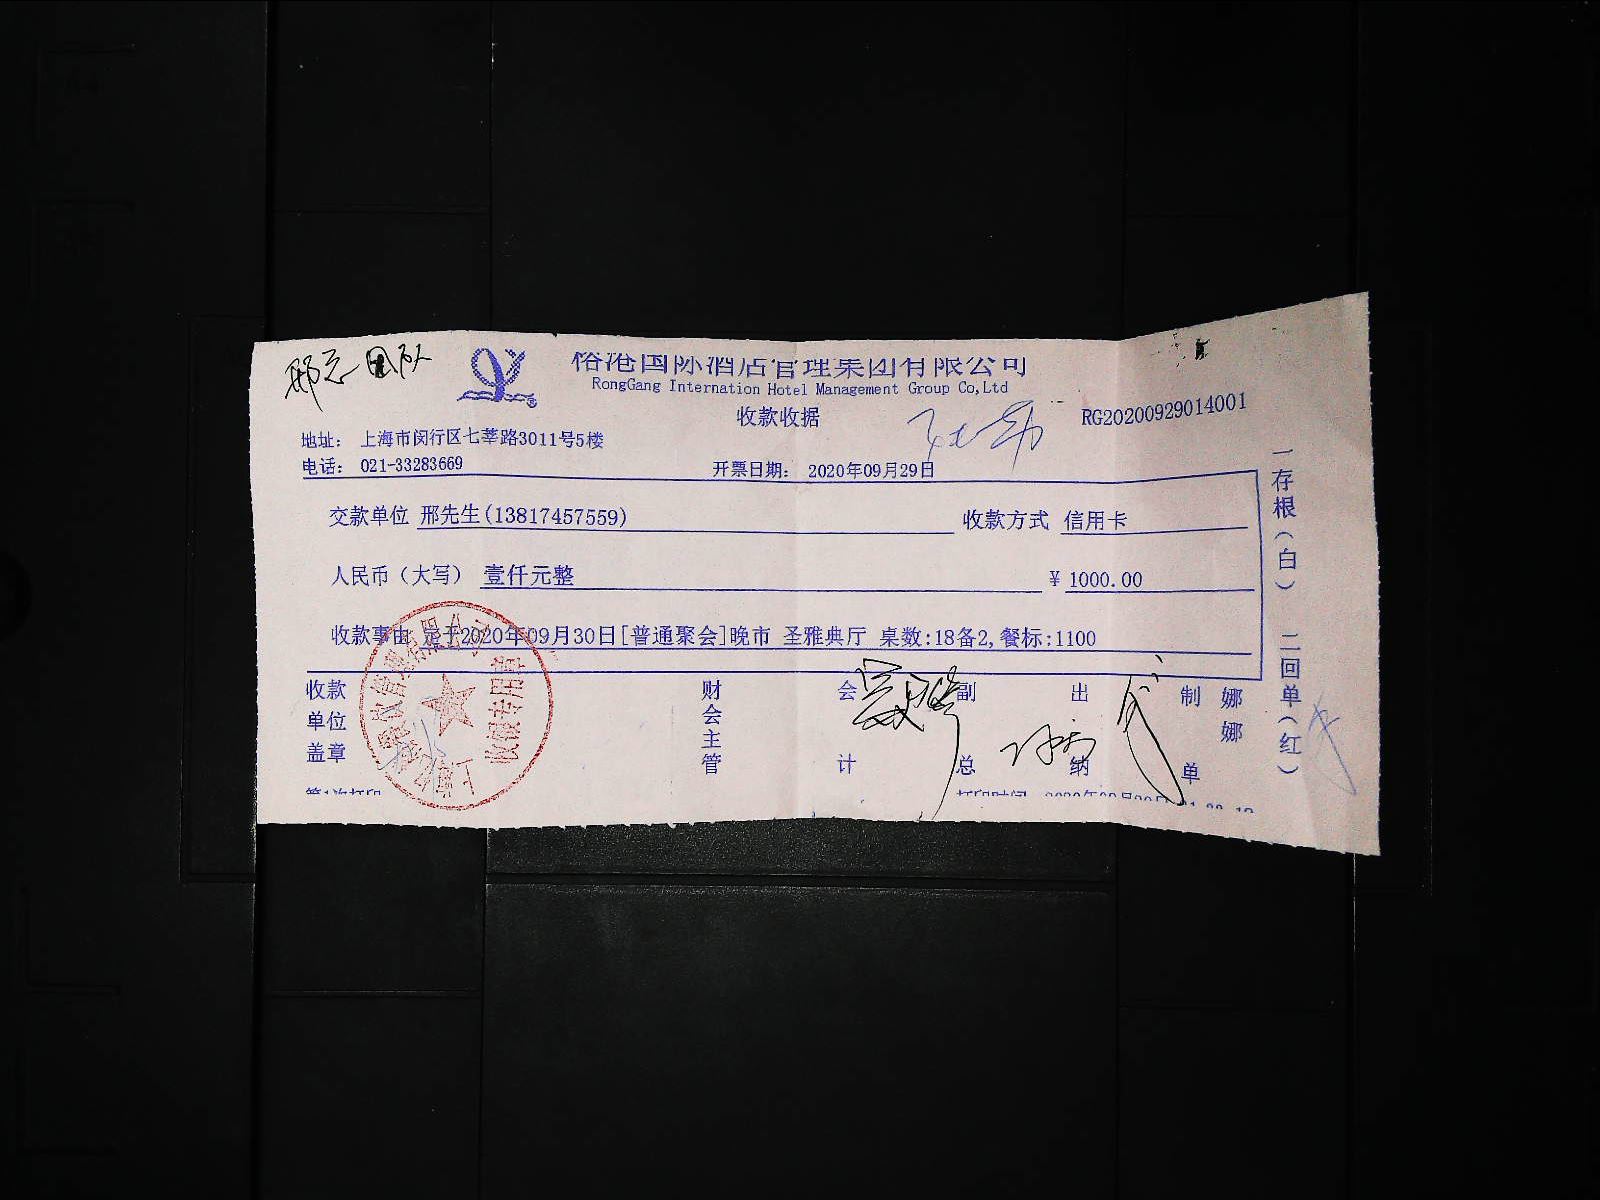 邢总 团队
国际酒店管理集团有限公司
RongGang Internation Hotel Management Group Co,Ltd
收款收据
RG20200929014001
地址： 上海市闵行区七莘路3011号5楼
电话： 021-33283669
开票日期： 2020年09月29日
交款单位 邢先生(13817457559)
收款方式 信用卡
人民币（大写） 壹仟元整
¥ 1000.00
收款事由 定于2020年09月30日[普通聚会]晚市 圣雅典厅 桌数:18备2,餐标:1100
一存根（白） 二回单（红）
收款单位盖章
财会主管
会计
副总
出纳
制单
娜娜
收银专用章